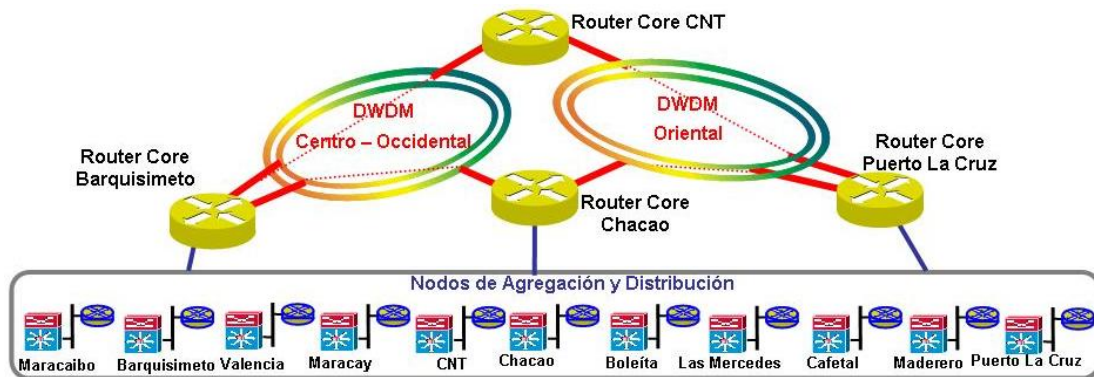 Router Core CNT
DWDM
Centro – Occidental
DWDM
Oriental
Router Core
Barquisimeto
Router Core
Puerto La Cruz
Router Core
Chacao
Nodos de Agregación y Distribución
Maracaibo
Barquisimeto
Valencia
Maracay
CNT
Chacao
Boleíta
Las Mercedes
Cafetal
Maderero
Puerto La Cruz